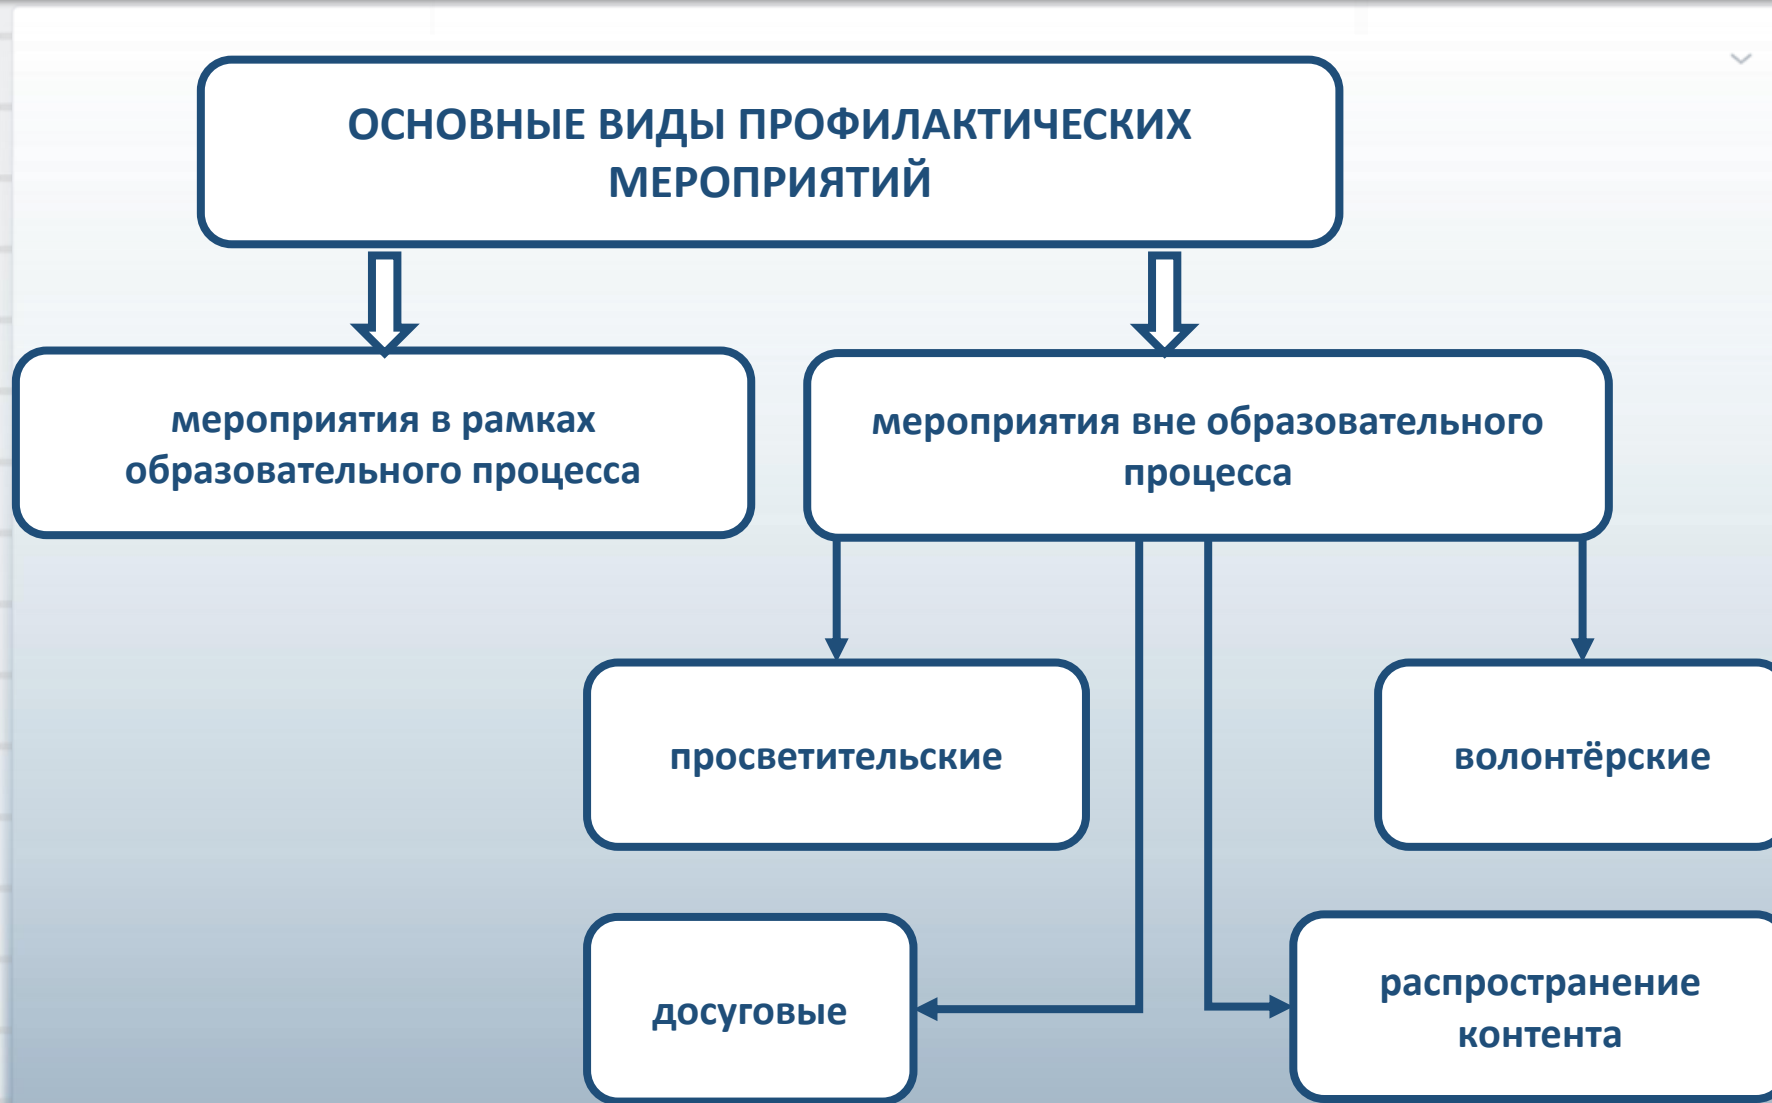 ОСНОВНЫЕ ВИДЫ ПРОФИЛАКТИЧЕСКИХ
МЕРОПРИЯТИЙ
мероприятия в рамках
образовательного процесса
мероприятия вне образовательного
процесса
просветительские
волонтёрские
досуговые
распространение
контента